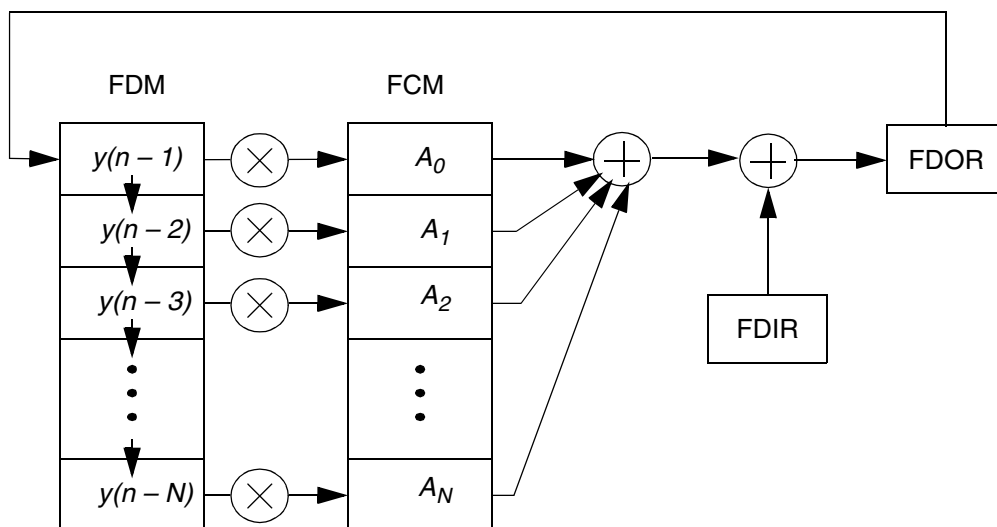 FDM FCM
y(n – 1) A0 FDOR
y(n – 2) A1
y(n – 3) A2
FDIR
y(n – N) AN